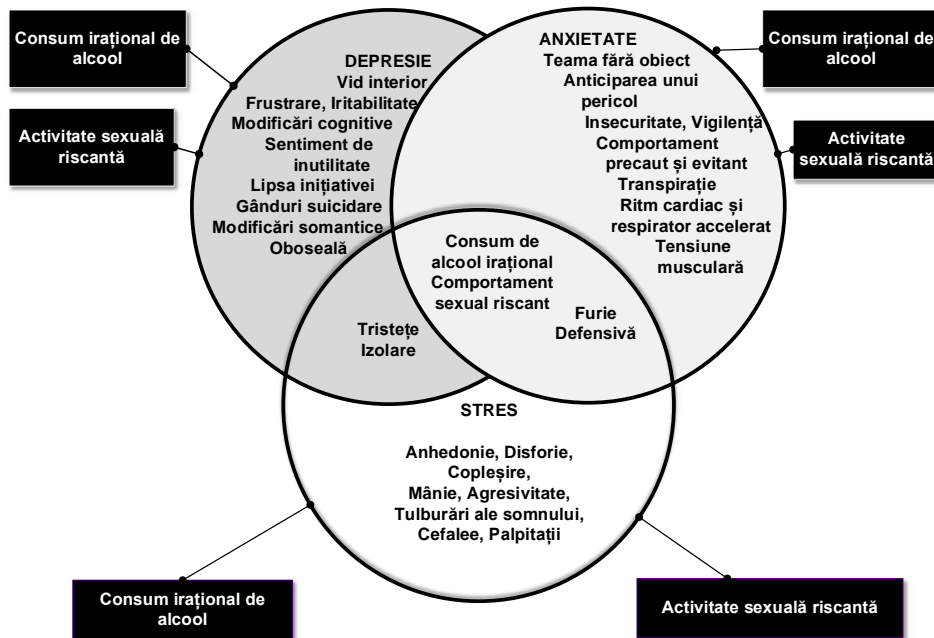 Consum irațional de
alcool
Activitate sexuală
riscantă
DEPRESIE
Vid interior
Frustrare, Iritabilitate
Modificări cognitive
Sentiment de
inutilitate
Lipsa inițiativei
Gânduri suicidare
Modificări somantice
Oboseală
ANXIETATE
Teama fără obiect
Anticiparea unui
pericol
Insecuritate, Vigilență
Comportament
precaut și evitant
Transpirație
Ritm cardiac și
respirator accelerat
Tensiune
musculară
Consum irațional de
alcool
Activitate
sexuală riscantă
Consum de
alcool irațional
Comportament
sexual riscant
Furie
Defensivă
Tristețe
Izolare
STRES
Anhedonie, Disforie,
Copleșire,
Mânie, Agresivitate,
Tulburări ale somnului,
Cefalee, Palpitații
Consum irațional de
alcool
Activitate sexuală riscantă